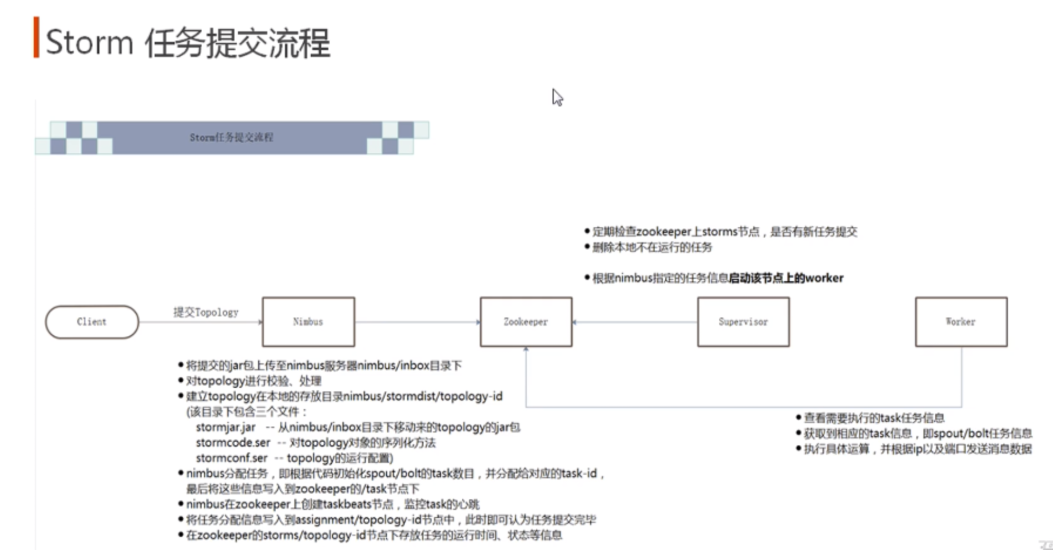 Storm 任务提交流程
Storm任务提交流程
●定期检查zookeeper上storms节点，是否有新任务提交
●删除本地不在运行的任务
●根据nimbus指定的任务信息启动该节点上的worker
Client
提交Topology
Nimbus
Zookeeper
Supervisor
Worker
●将提交的jar包上传至nimbus服务器nimbus/inbox目录下
●对topology进行校验、处理
●建立topology在本地的存放目录nimbus/stormdist/topology-id
(该目录下包含三个文件：
stormjar.jar -- 从nimbus/inbox目录下移动来的topology的jar包
stormcode.ser -- 对topology对象的序列化方法
stormconf.ser -- topology的运行配置)
●nimbus分配任务，即根据代码初始化spout/bolt的task数目，并分配给对应的task-id，
最后将这些信息写入到zookeeper的/task节点下
●nimbus在zookeeper上创建taskbeats节点，监控task的心跳
●将任务分配信息写入到assignment/topology-id节点中，此时即可认为任务提交完毕
●在zookeeper的storms/topology-id节点下存放任务的运行时间、状态等信息
●查看需要执行的task任务信息
●获取到相应的task信息，即spout/bolt任务信息
●执行具体运算，并根据ip以及端口发送消息数据